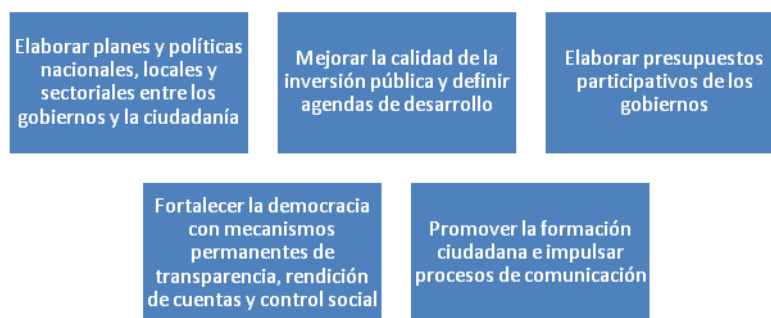 Elaborar planes y políticas
nacionales, locales y
sectoriales entre los
gobiernos y la ciudadanía
Mejorar la calidad de la
inversión pública y definir
agendas de desarrollo
Elaborar presupuestos
participativos de los
gobiernos
Fortalecer la democracia
con mecanismos
permanentes de
transparencia, rendición
de cuentas y control social
Promover la formación
ciudadana e impulsar
procesos de comunicación